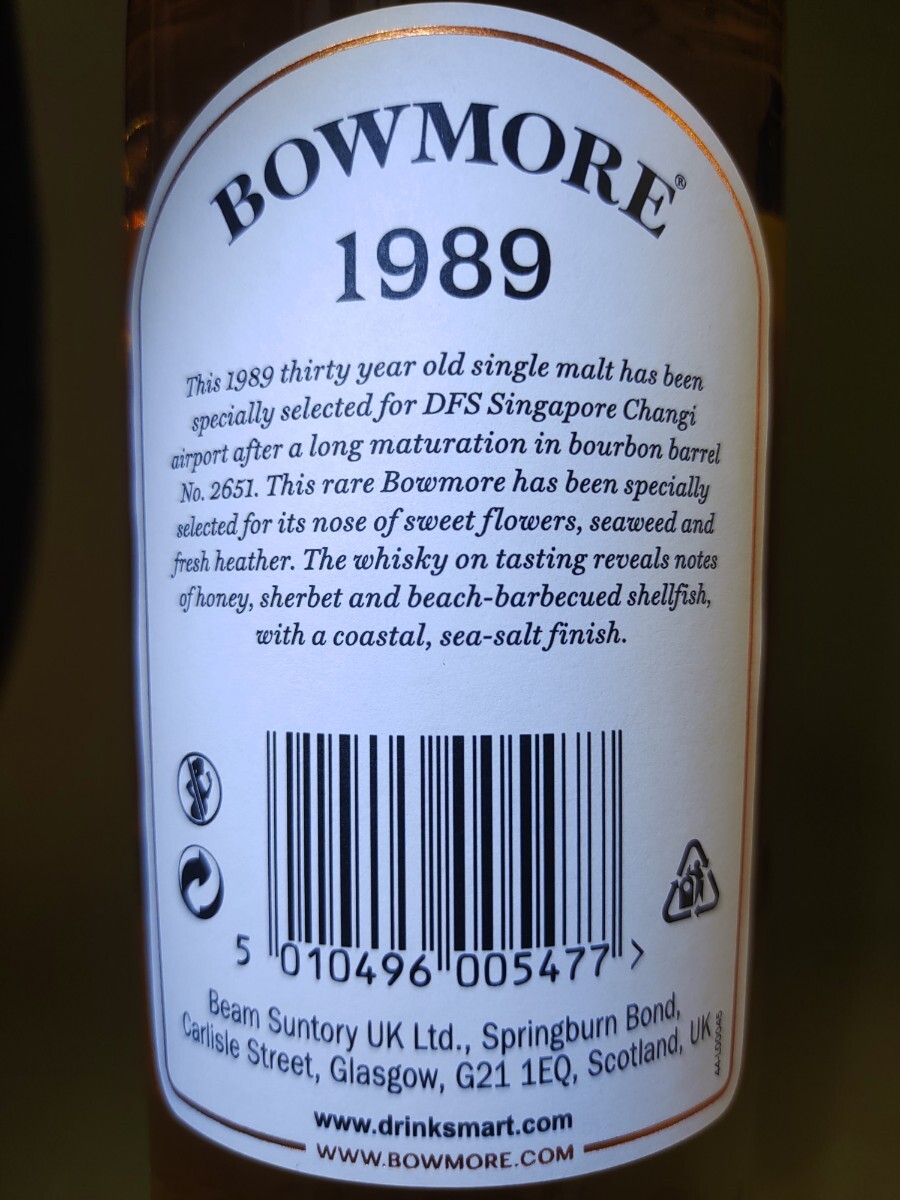 BOWMORE®
1989
This 1989 thirty year old single malt has been
specially selected for DFS Singapore Changi
airport after a long maturation in bourbon barrel
No. 2651. This rare Bowmore has been specially
selected for its nose of sweet flowers, seaweed and
fresh heather. The whisky on tasting reveals notes
of honey, sherbet and beach-barbecued shellfish,
with a coastal, sea-salt finish.
5 010496 005477 >
Beam Suntory UK Ltd., Springburn Bond,
Carlisle Street, Glasgow, G21 1EQ, Scotland, UK
44-L00045
www.drinksmart.com
WWW.BOWMORE.COM